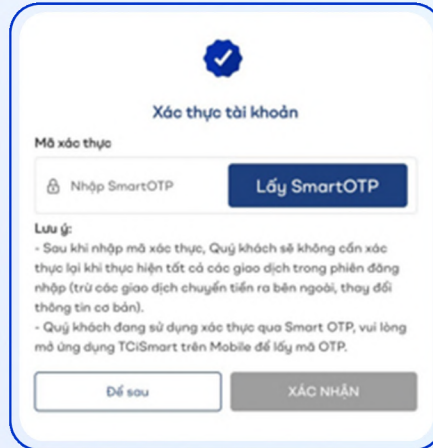 Xác thực tài khoản
Mã xác thực
Nhập SmartOTP
Lấy SmartOTP
Lưu ý:
- Sau khi nhập mã xác thực, Quý khách sẽ không cần xác
thực lại khi thực hiện tất cả các giao dịch trong phiên đăng
nhập (trừ các giao dịch chuyển tiền ra bên ngoài, thay đổi
thông tin cơ bản).
- Quý khách đang sử dụng xác thực qua Smart OTP, vui lòng
mở ứng dụng TCiSmart trên Mobile để lấy mã OTP.
Để sau
XÁC NHẬN